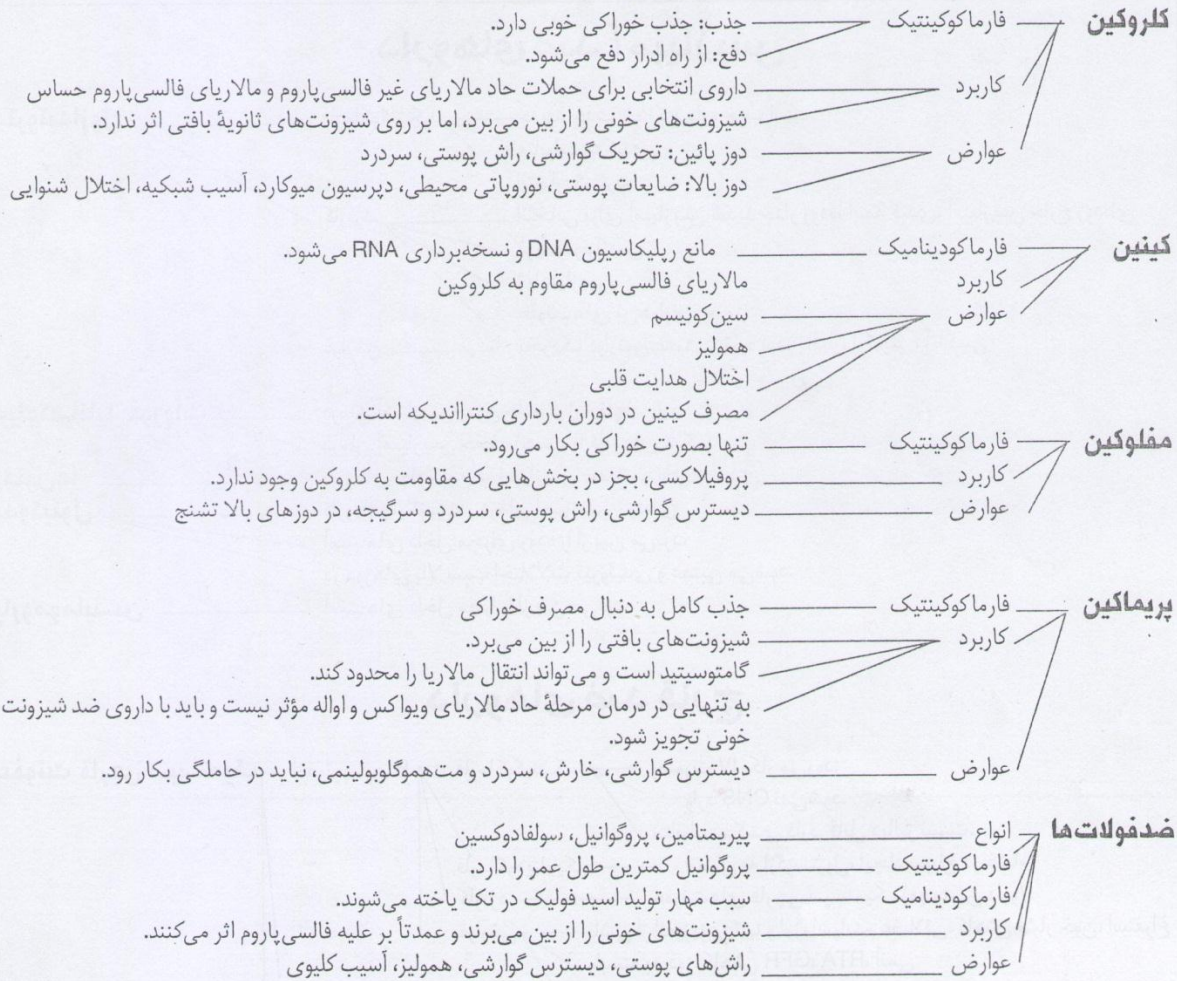 کلروکین فارماکوکینتیک جذب: جذب خوراکی خوبی دارد.
دفع: از راه ادرار دفع می‌شود.
کاربرد داروی انتخابی برای حملات حاد مالاریای غیر فالسی‌پاروم و مالاریای فالسی‌پاروم حساس
شیزونت‌های خونی را از بین می‌برد، اما بر روی شیزونت‌های ثانویهٔ بافتی اثر ندارد.
عوارض دوز پائین: تحریک گوارشی، راش پوستی، سردرد
دوز بالا: ضایعات پوستی، نوروپاتی محیطی، دپرسیون میوکارد، آسیب شبکیه، اختلال شنوایی
کینین فارماکودینامیک مانع رپلیکاسیون DNA و نسخه‌برداری RNA می‌شود.
کاربرد مالاریای فالسی‌پاروم مقاوم به کلروکین
عوارض سین‌کونیسم
همولیز
اختلال هدایت قلبی
مصرف کینین در دوران بارداری کنترااندیکه است.
مفلوکین فارماکوکینتیک تنها بصورت خوراکی بکار می‌رود.
کاربرد پروفیلاکسی، بجز در بخش‌هایی که مقاومت به کلروکین وجود ندارد.
عوارض دیسترس گوارشی، راش پوستی، سردرد و سرگیجه، در دوزهای بالا تشنج
پریماکین فارماکوکینتیک جذب کامل به دنبال مصرف خوراکی
کاربرد شیزونت‌های بافتی را از بین می‌برد.
گامتوسیتید است و می‌تواند انتقال مالاریا را محدود کند.
به تنهایی در درمان مرحلهٔ حاد مالاریای ویواکس و اواله مؤثر نیست و باید با داروی ضد شیزونت
خونی تجویز شود.
عوارض دیسترس گوارشی، خارش، سردرد و مت‌هموگلوبولینمی، نباید در حاملگی بکار رود.
ضدفولات‌ها انواع پیریمتامین، پروگوانیل، سولفادوکسین
فارماکوکینتیک پروگوانیل کمترین طول عمر را دارد.
فارماکودینامیک سبب مهار تولید اسید فولیک در تک یاخته می‌شوند.
کاربرد شیزونت‌های خونی را از بین می‌برند و عمدتاً بر علیه فالسی‌پاروم اثر می‌کنند.
عوارض راش‌های پوستی، دیسترس گوارشی، همولیز، آسیب کلیوی